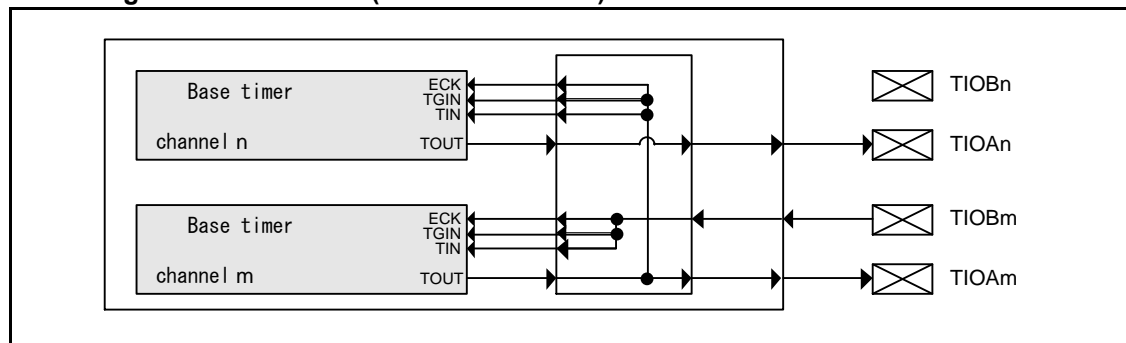 Base timer
ECK
TGIN
TIN
channel n
TOUT
TIOBn
TIOAn
Base timer
ECK
TGIN
TIN
channel m
TOUT
TIOBm
TIOAm